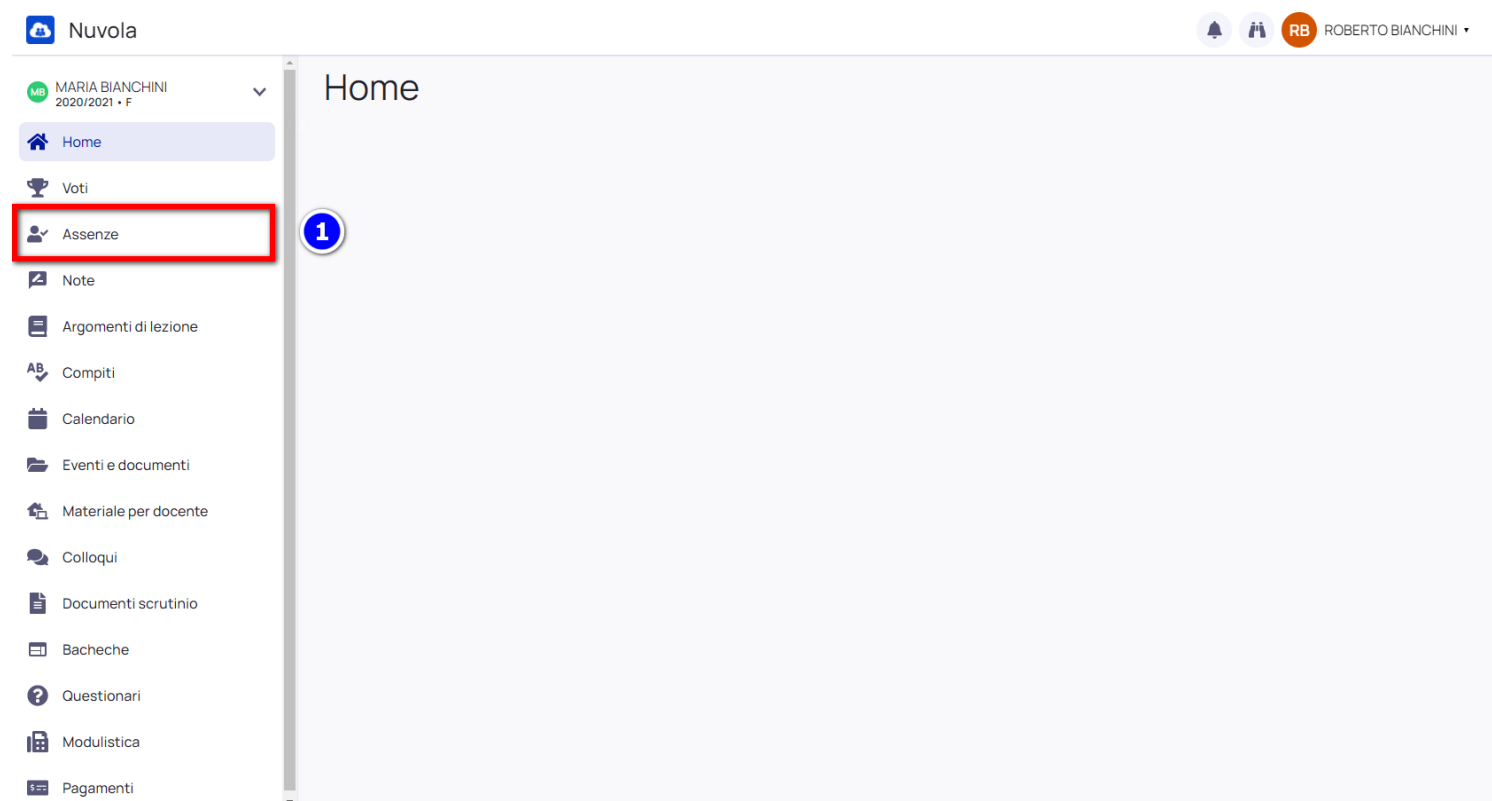 Nuvola
RB ROBERTO BIANCHINI
MB MARIA BIANCHINI
2020/2021 • F
Home
Home
Voti
Assenze
1
Note
Argomenti di lezione
AB Compiti
Calendario
Eventi e documenti
Materiale per docente
Colloqui
Documenti scrutinio
Bacheche
Questionari
Modulistica
Pagamenti